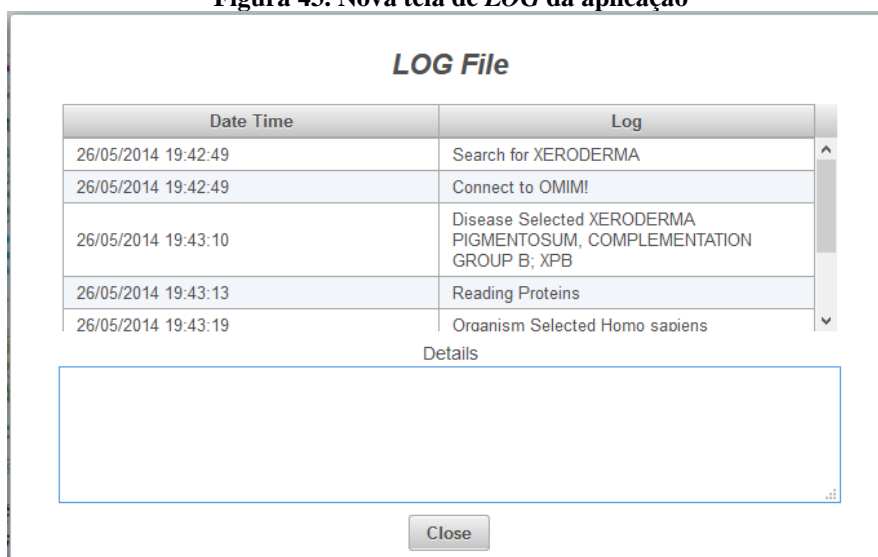 Figura 43. Nova tela de LOG da aplicação
LOG File
Date Time Log
26/05/2014 19:42:49 Search for XERODERMA
26/05/2014 19:42:49 Connect to OMIM!
26/05/2014 19:43:10 Disease Selected XERODERMA
PIGMENTOSUM, COMPLEMENTATION
GROUP B; XPB
26/05/2014 19:43:13 Reading Proteins
26/05/2014 19:43:19 Organism Selected Homo sapiens
Details
Close